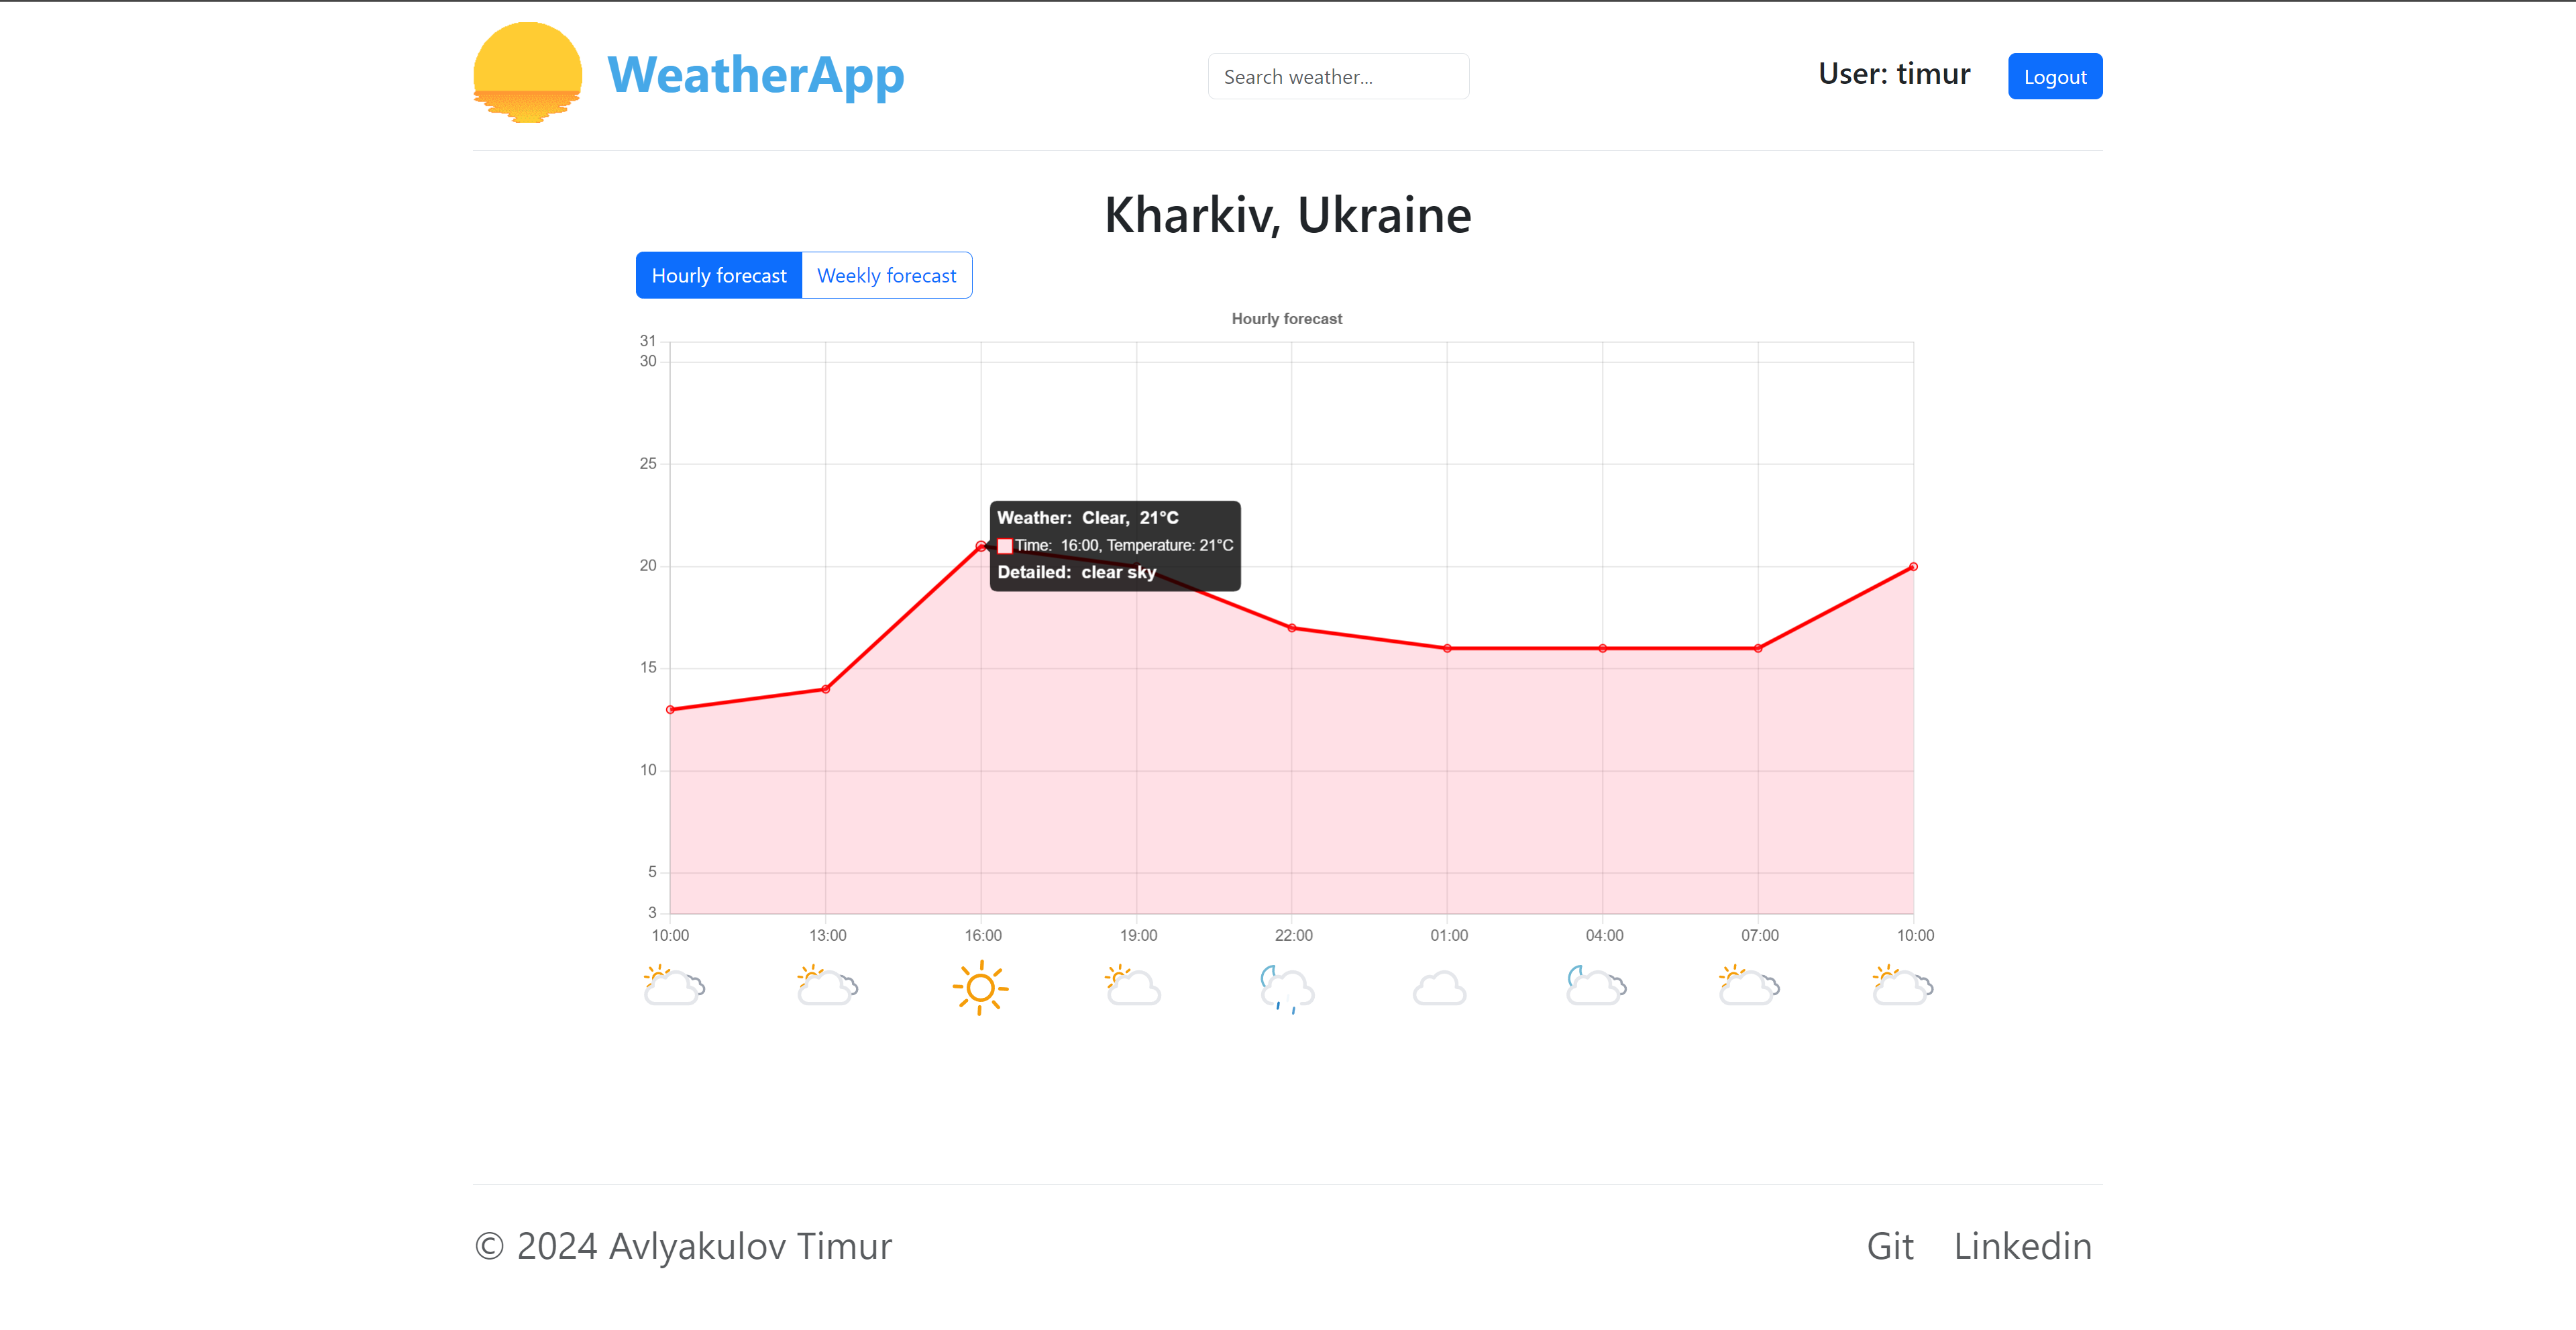 WeatherApp
Search weather...
User: timur
Logout
Kharkiv, Ukraine
Hourly forecast
Weekly forecast
Hourly forecast
31
30
25
20
15
10
5
3
Weather: Clear, 21°C
Time: 16:00, Temperature: 21°C
Detailed: clear sky
10:00 13:00 16:00 19:00 22:00 01:00 04:00 07:00 10:00
© 2024 Avlyakulov Timur
Git Linkedin